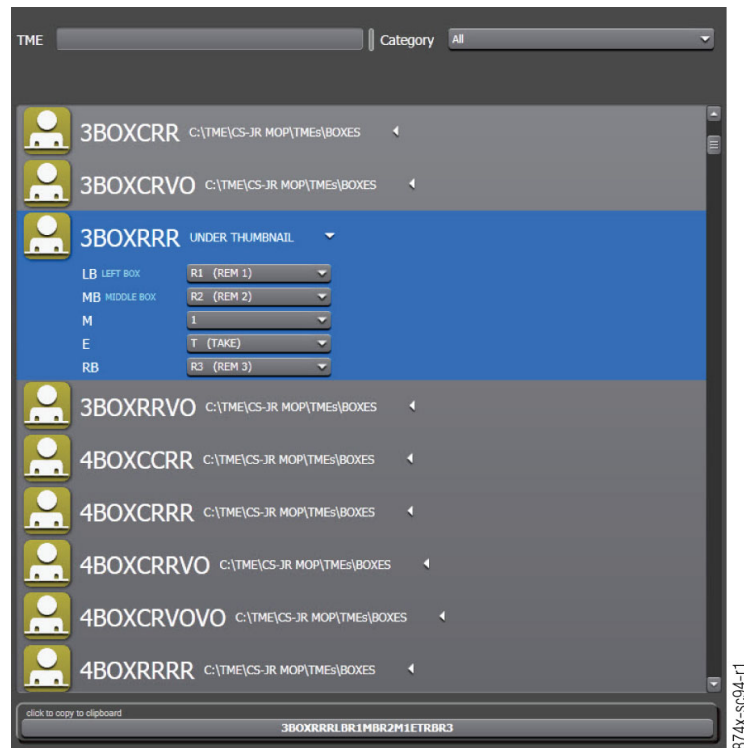 TME Category All
3BOXCRR C:\TME\CS-JR MOP\TMEs\BOXES
3BOXCRVO C:\TME\CS-JR MOP\TMEs\BOXES
3BOXRRR UNDER THUMBNAIL
LB LEFT BOX R1 (REM 1)
MB MIDDLE BOX R2 (REM 2)
M 1
E T (TAKE)
RB R3 (REM 3)
3BOXRRVO C:\TME\CS-JR MOP\TMEs\BOXES
4BOXCCRR C:\TME\CS-JR MOP\TMEs\BOXES
4BOXCRRR C:\TME\CS-JR MOP\TMEs\BOXES
4BOXCRRVO C:\TME\CS-JR MOP\TMEs\BOXES
4BOXCRVOVO C:\TME\CS-JR MOP\TMEs\BOXES
4BOXRRRR C:\TME\CS-JR MOP\TMEs\BOXES
click to copy to clipboard
3BOXRRRLBR1MBR2M1ETRBR3
874x-sc94-r1